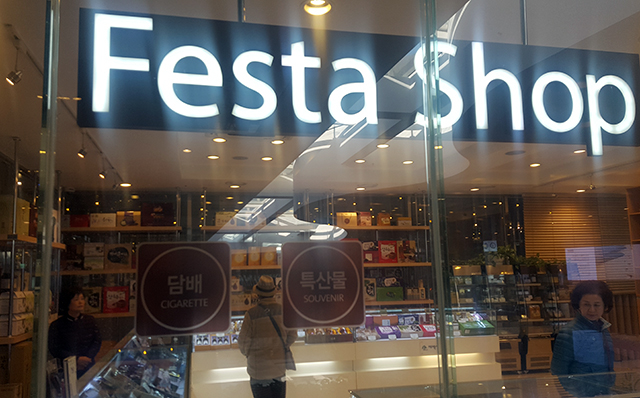 Festa Shop
담배
CIGARETTE
특산물
SOUVENIR